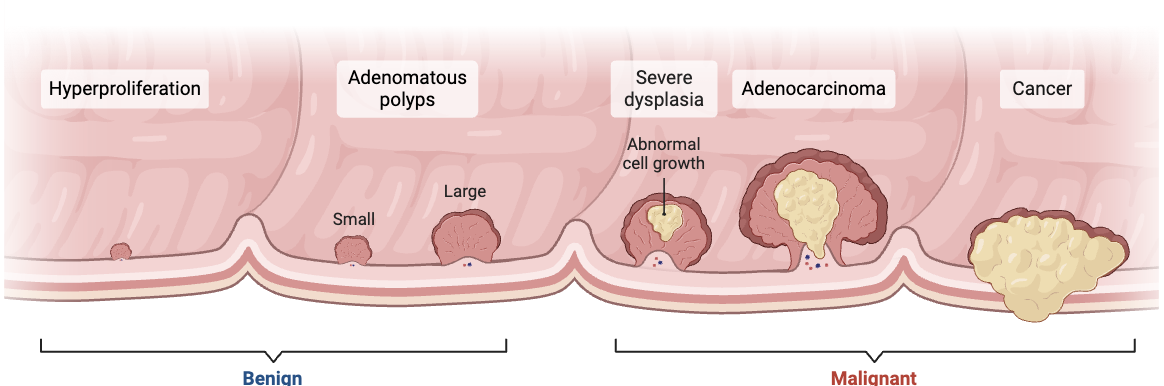 Hyperproliferation
Adenomatous
polyps
Severe
dysplasia
Adenocarcinoma
Cancer
Abnormal
cell growth
Small
Large
Benign
Malignant